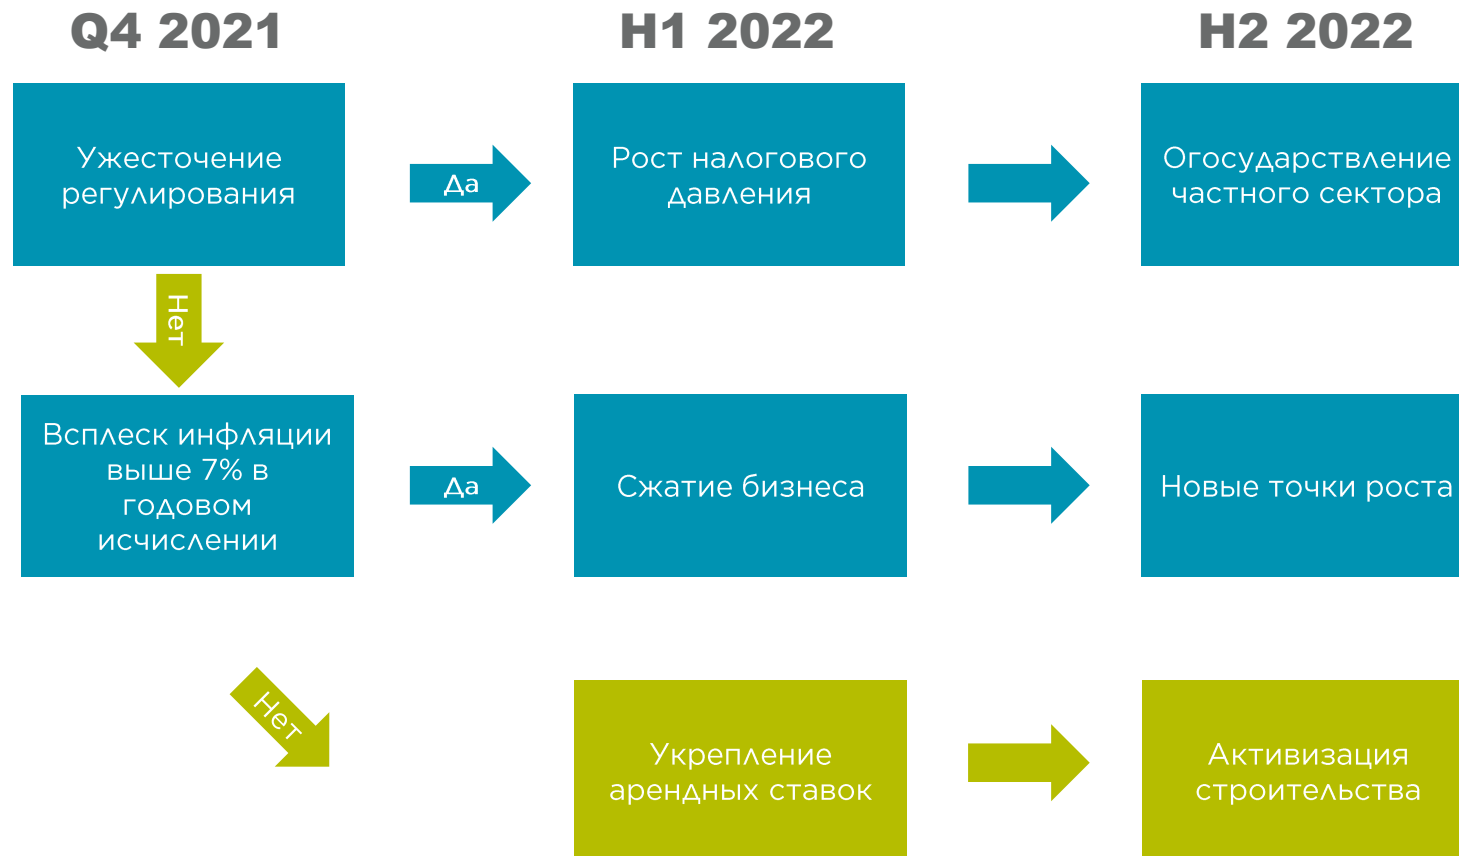 Q4 2021
H1 2022
H2 2022
Ужесточение
регулирования
Да
Рост налогового
давления
Огосударствление
частного сектора
Нет
Всплеск инфляции
выше 7% в
годовом
исчислении
Да
Сжатие бизнеса
Новые точки роста
Нет
Укрепление
арендных ставок
Активизация
строительства